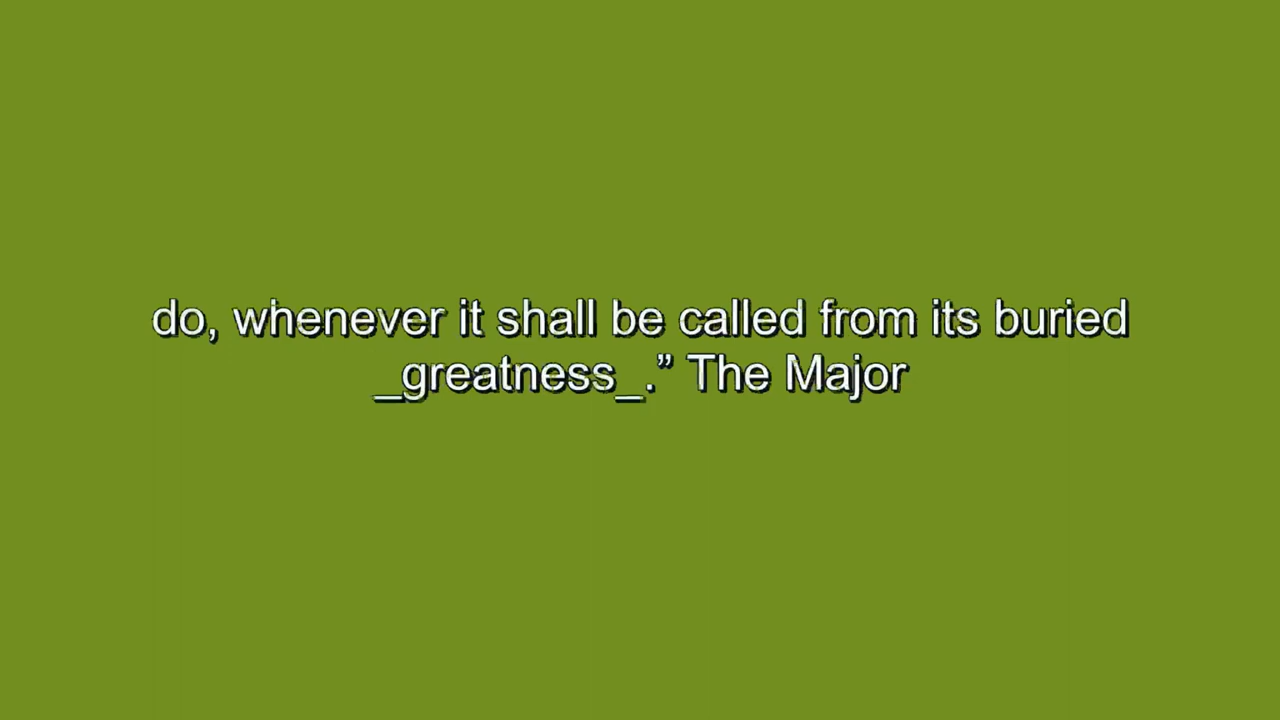 do, whenever it shall be called from its buried
_greatness_.” The Major